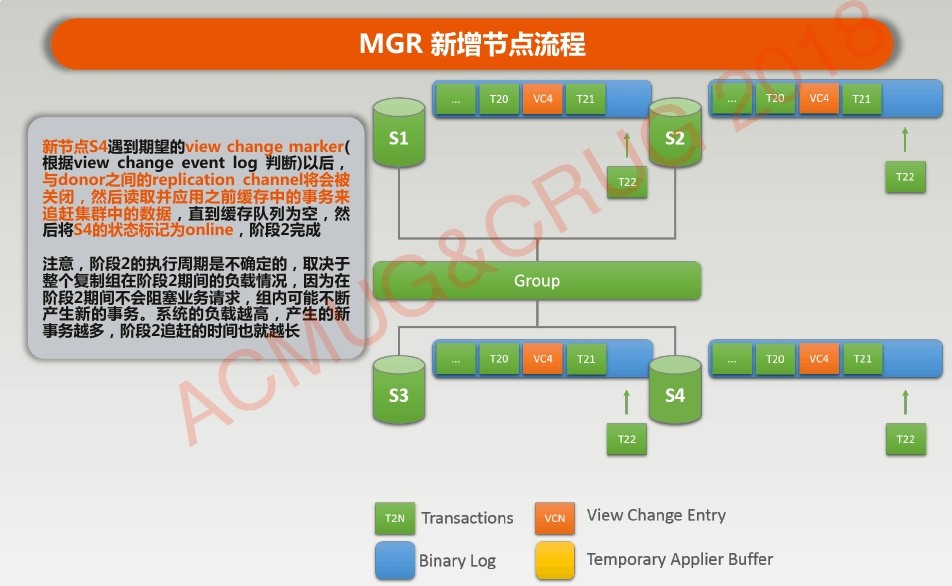 MGR 新增节点流程
新节点S4遇到期望的view change marker(
根据view change event log 判断)以后，
与donor之间的replication channel将会被
关闭，然后读取并应用之前缓存中的事务来
追赶集群中的数据，直到缓存队列为空，然
后将S4的状态标记为online，阶段2完成
注意，阶段2的执行周期是不确定的，取决于
整个复制组在阶段2期间的负载情况，因为在
阶段2期间不会阻塞业务请求，组内可能不断
产生新的事务。系统的负载越高，产生的新
事务越多，阶段2追赶的时间也就越长
S1
... T20 VC4 T21
T22
S2
... T20 VC4 T21
T22
Group
S3
... T20 VC4 T21
T22
S4
... T20 VC4 T21
T22
T2N Transactions
VCN View Change Entry
Binary Log
Temporary Applier Buffer
ACMUG&CRUG 2018